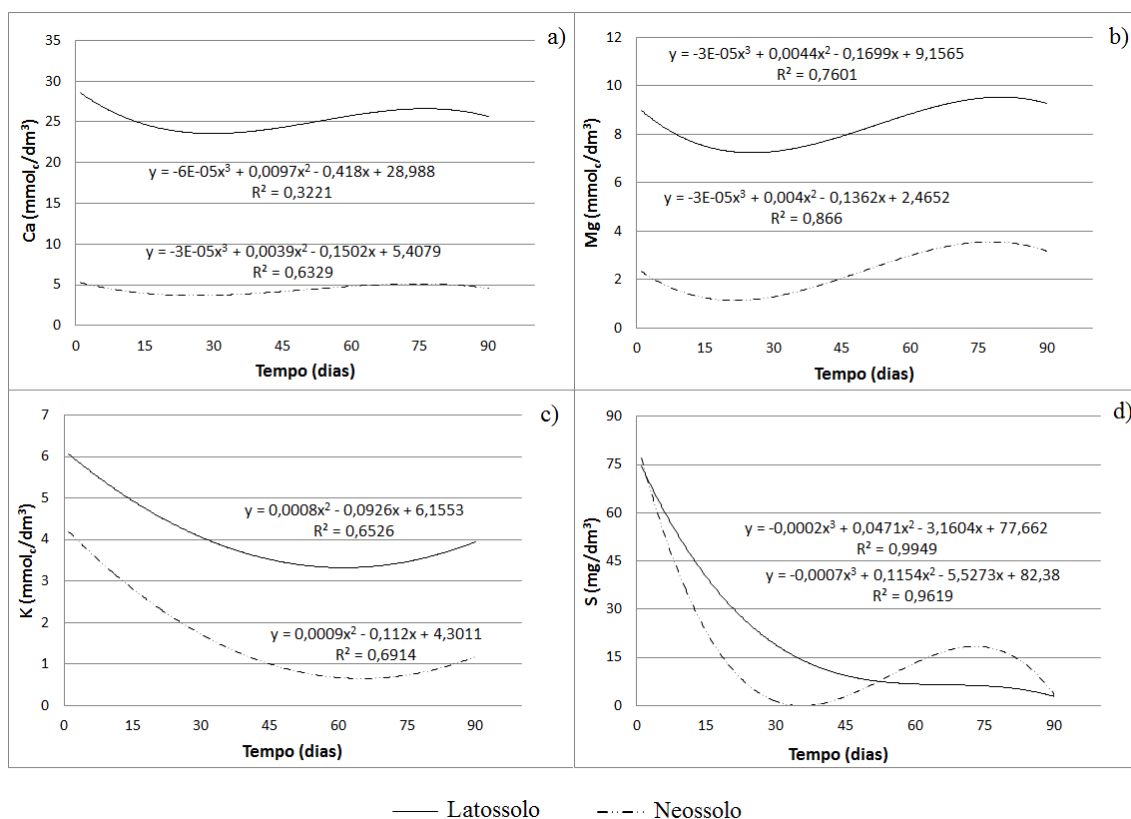 a)
35
30
25
20
15
10
5
0
Ca (mmolc/dm³)
y = -6E-05x³ + 0,0097x² - 0,418x + 28,988
R² = 0,3221
y = -3E-05x³ + 0,0039x² - 0,1502x + 5,4079
R² = 0,6329
0 15 30 45 60 75 90
Tempo (dias)
b)
12
10
8
6
4
2
0
Mg (mmolc/dm³)
y = -3E-05x³ + 0,0044x² - 0,1699x + 9,1565
R² = 0,7601
y = -3E-05x³ + 0,004x² - 0,1362x + 2,4652
R² = 0,866
0 15 30 45 60 75 90
Tempo (dias)
c)
7
6
5
4
3
2
1
0
K (mmolc/dm³)
y = 0,0008x² - 0,0926x + 6,1553
R² = 0,6526
y = 0,0009x² - 0,112x + 4,3011
R² = 0,6914
0 15 30 45 60 75 90
Tempo (dias)
d)
90
75
60
45
30
15
0
S (mg/dm³)
y = -0,0002x³ + 0,0471x² - 3,1604x + 77,662
R² = 0,9949
y = -0,0007x³ + 0,1154x² - 5,5273x + 82,38
R² = 0,9619
0 15 30 45 60 75 90
Tempo (dias)
Latossolo Neossolo